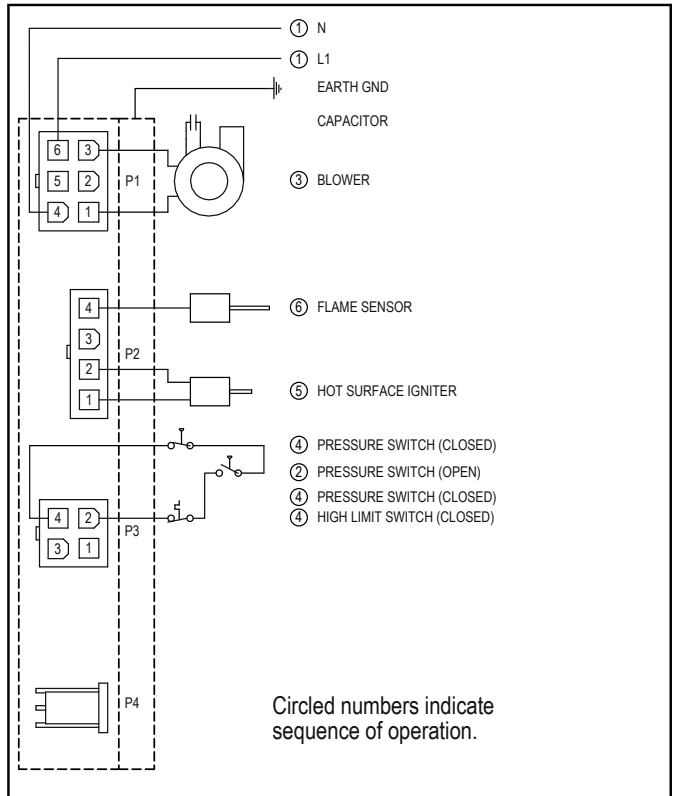 ① N
① L1
EARTH GND
CAPACITOR
6 3
5 2
P1
4 1
③ BLOWER
4
⑥ FLAME SENSOR
3
P2
2
1
⑤ HOT SURFACE IGNITER
④ PRESSURE SWITCH (CLOSED)
② PRESSURE SWITCH (OPEN)
④ PRESSURE SWITCH (CLOSED)
④ HIGH LIMIT SWITCH (CLOSED)
4 2
P3
3 1
P4
Circled numbers indicate
sequence of operation.